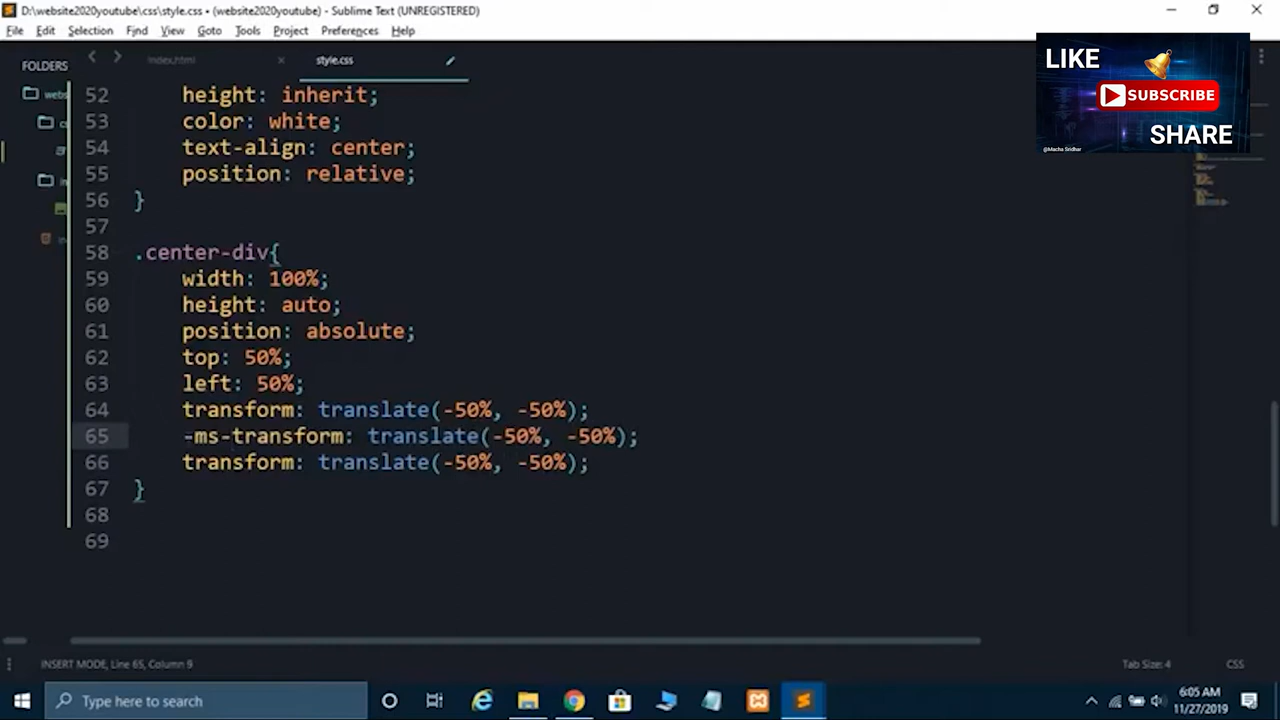 D:\website2020youtube\css\style.css • (website2020youtube) - Sublime Text (UNREGISTERED)
File Edit Selection Find View Goto Tools Project Preferences Help
FOLDERS
index.html
style.css
LIKE
SUBSCRIBE
SHARE
@Macha Sridhar
webs
52 height: inherit;
53 color: white;
54 text-align: center;
55 position: relative;
56 }
57
58 .center-div{
59 width: 100%;
60 height: auto;
61 position: absolute;
62 top: 50%;
63 left: 50%;
64 transform: translate(-50%, -50%);
65 -ms-transform: translate(-50%, -50%);
66 transform: translate(-50%, -50%);
67 }
68
69
INSERT MODE, Line 65, Column 9
Tab Size: 4
CSS
Type here to search
6:05 AM
11/27/2019